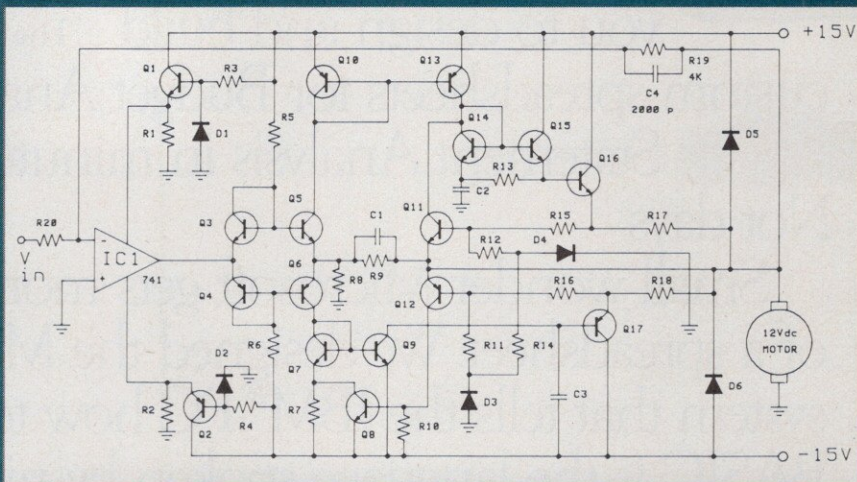 +15V
Q1
R3
Q10
Q13
R19
4K
C4
2000 p
R1
D1
R5
Q14
Q15
D5
R13
Q16
C2
Q3
Q5
C1
Q11
R15
R17
R20
R12
D4
V in
-
IC1
+
741
Q6
R8
R9
Q4
Q12
R16
R18
12Vdc
MOTOR
D2
R6
Q9
R11
R14
Q17
Q7
D6
R2
R4
R7
D3
C3
Q2
Q8
R10
-15V